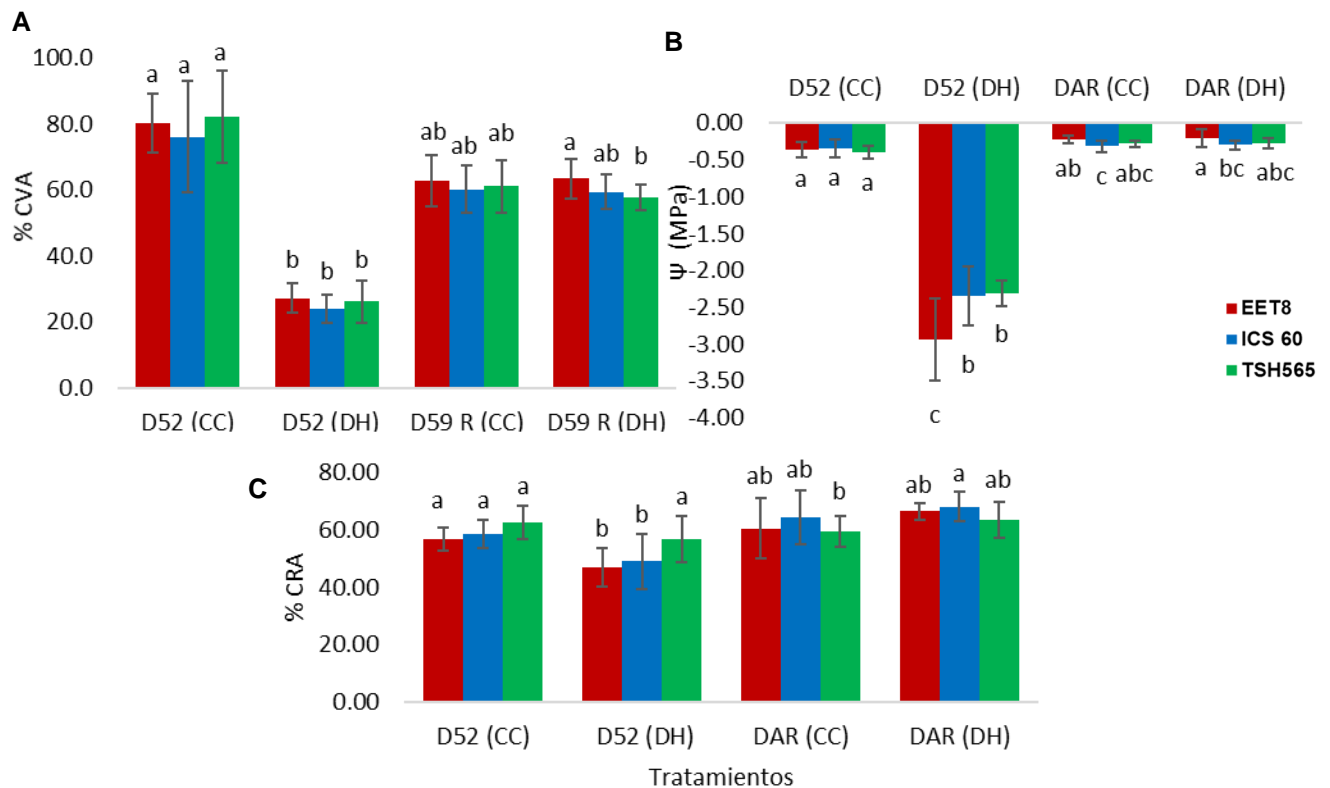 A
% CVA
100.0
80.0
60.0
40.0
20.0
0.0
a a a
b b b
ab ab ab
a ab b
D52 (CC) D52 (DH) D59 R (CC) D59 R (DH)
B
D52 (CC) D52 (DH) DAR (CC) DAR (DH)
Ψ (MPa)
0.00
-0.50
-1.00
-1.50
-2.00
-2.50
-3.00
-3.50
-4.00
a a a
c b b
ab c abc
a bc abc
EET8
ICS 60
TSH565
C
% CRA
80.00
60.00
40.00
20.00
0.00
a a a
b b a
ab ab b
ab a ab
D52 (CC) D52 (DH) DAR (CC) DAR (DH)
Tratamientos